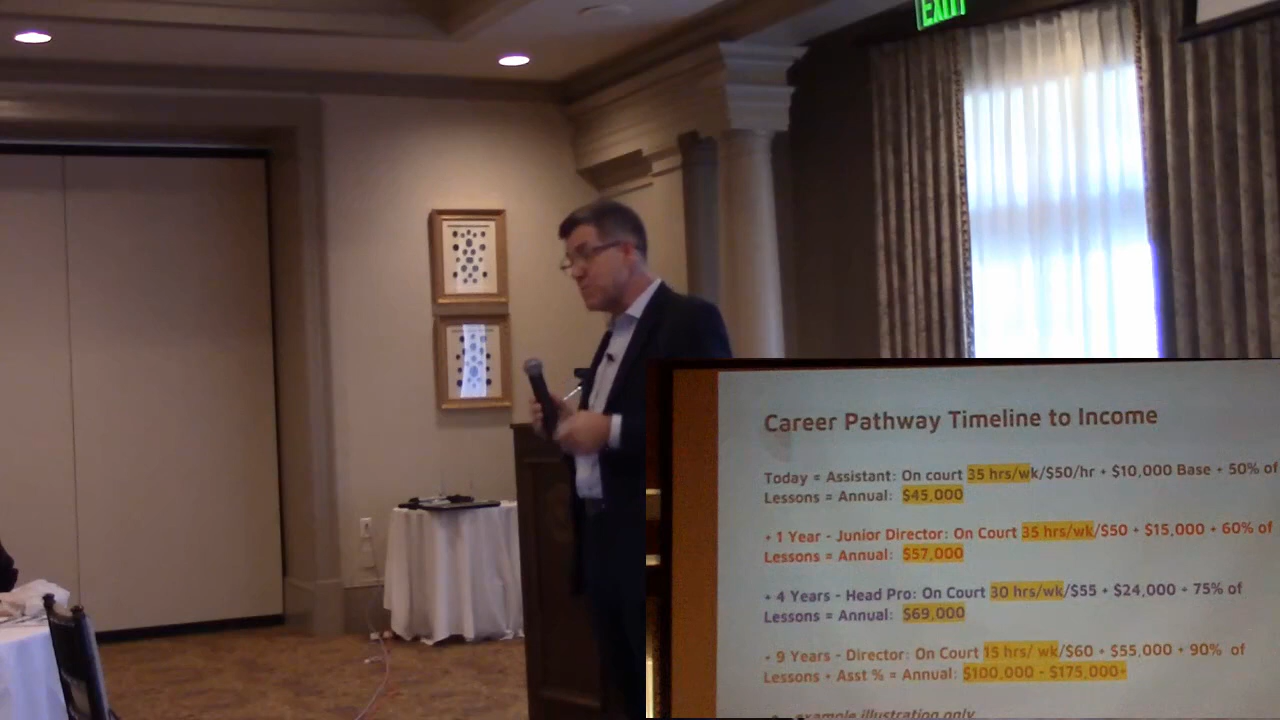 EXIT
Career Pathway Timeline to Income
Today = Assistant: On court 35 hrs/wk/$50/hr + $10,000 Base + 50% of
Lessons = Annual: $45,000
+ 1 Year - Junior Director: On Court 35 hrs/wk/$50 + $15,000 + 60% of
Lessons = Annual: $57,000
+ 4 Years - Head Pro: On Court 30 hrs/wk/$55 + $24,000 + 75% of
Lessons = Annual: $69,000
+ 9 Years - Director: On Court 15 hrs/ wk/$60 + $55,000 + 90% of
Lessons + Asst % = Annual: $100,000 - $175,000+
example illustration only